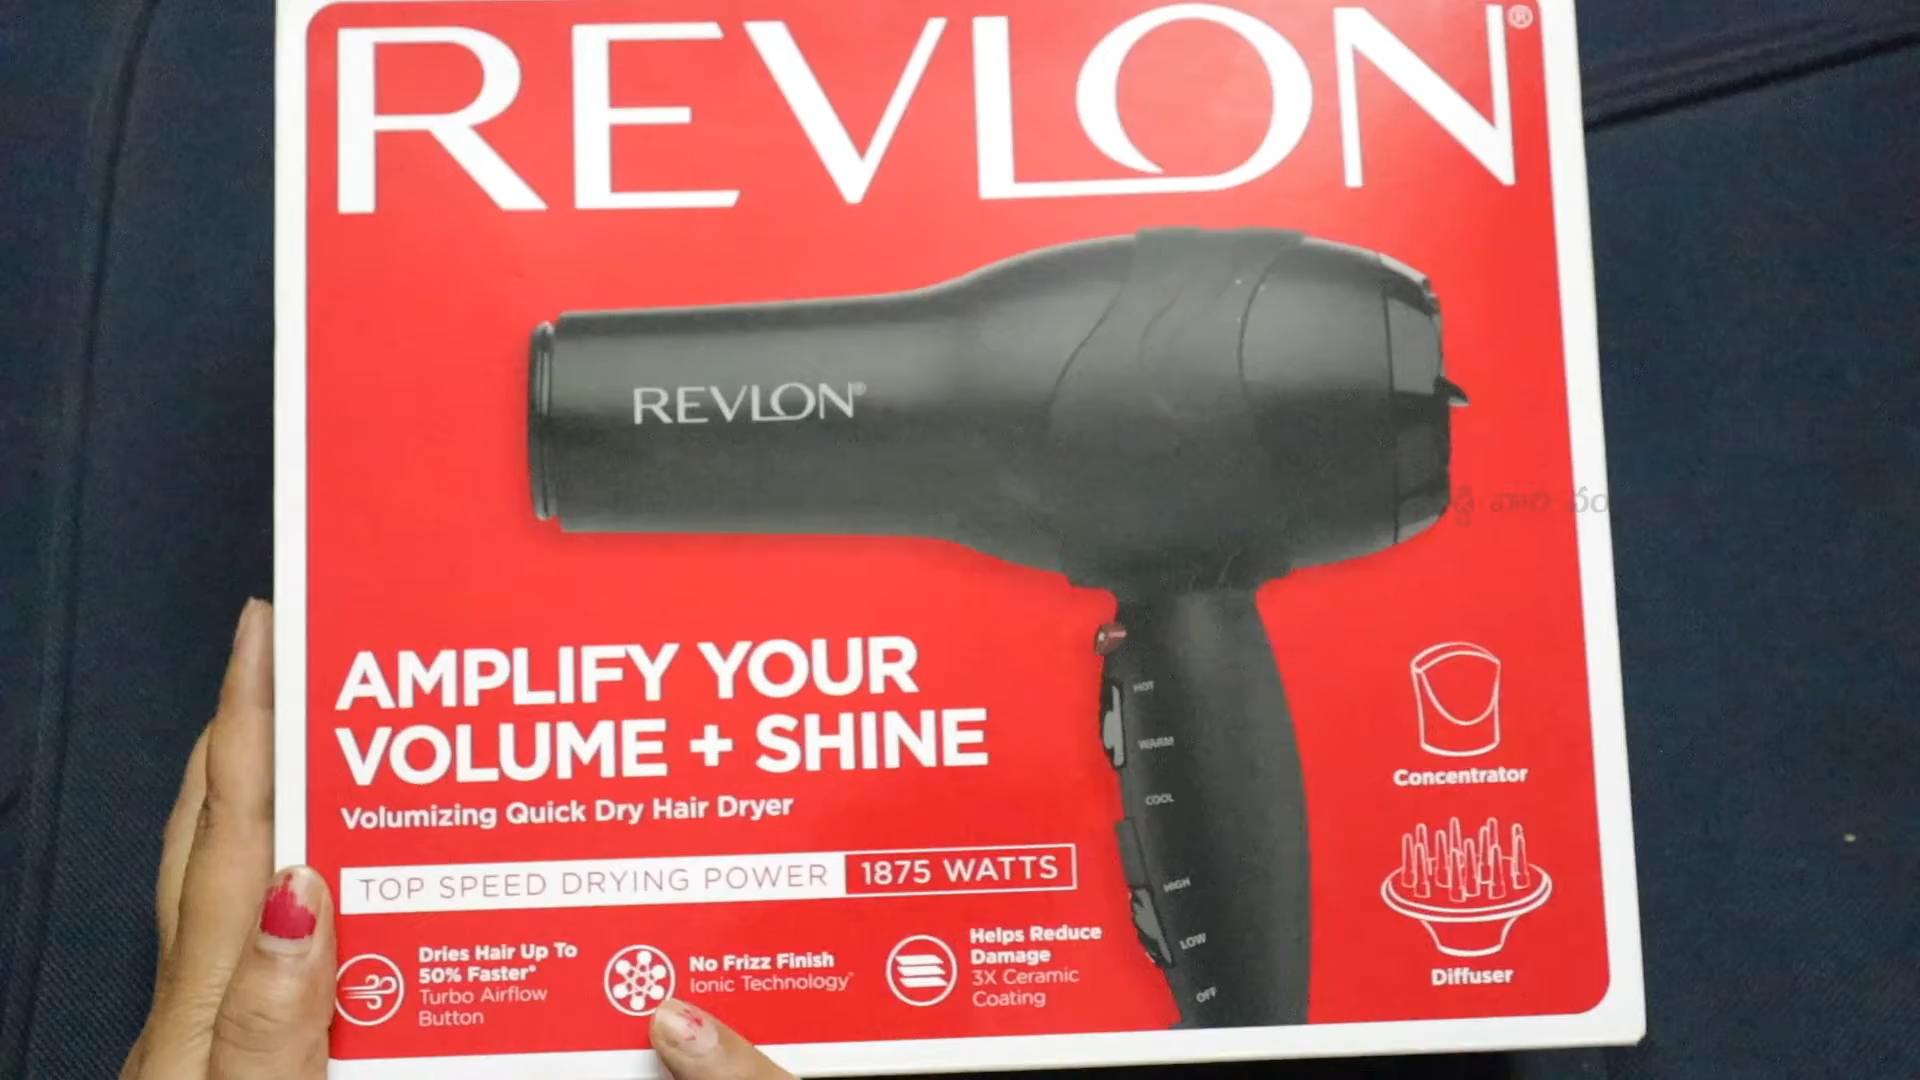 REVLON®
REVLON®
వారి
HOT
WARM
COOL
HIGH
LOW
OFF
AMPLIFY YOUR
VOLUME + SHINE
Volumizing Quick Dry Hair Dryer
TOP SPEED DRYING POWER 1875 WATTS
Dries Hair Up To
50% Faster*
Turbo Airflow
Button
No Frizz Finish
Ionic Technology*
Helps Reduce
Damage
3X Ceramic
Coating
Concentrator
Diffuser